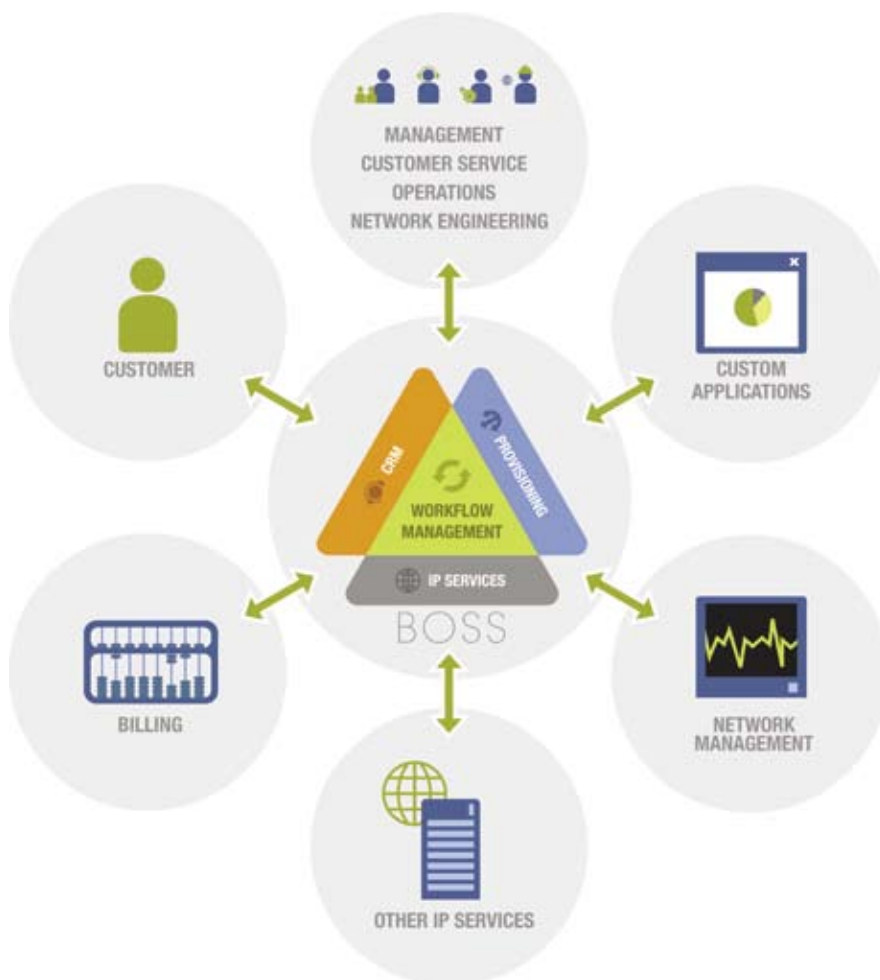 MANAGEMENT
CUSTOMER SERVICE
OPERATIONS
NETWORK ENGINEERING
CUSTOMER
CUSTOM
APPLICATIONS
CRM
PROVISIONING
WORKFLOW
MANAGEMENT
IP SERVICES
BOSS
BILLING
NETWORK
MANAGEMENT
OTHER IP SERVICES